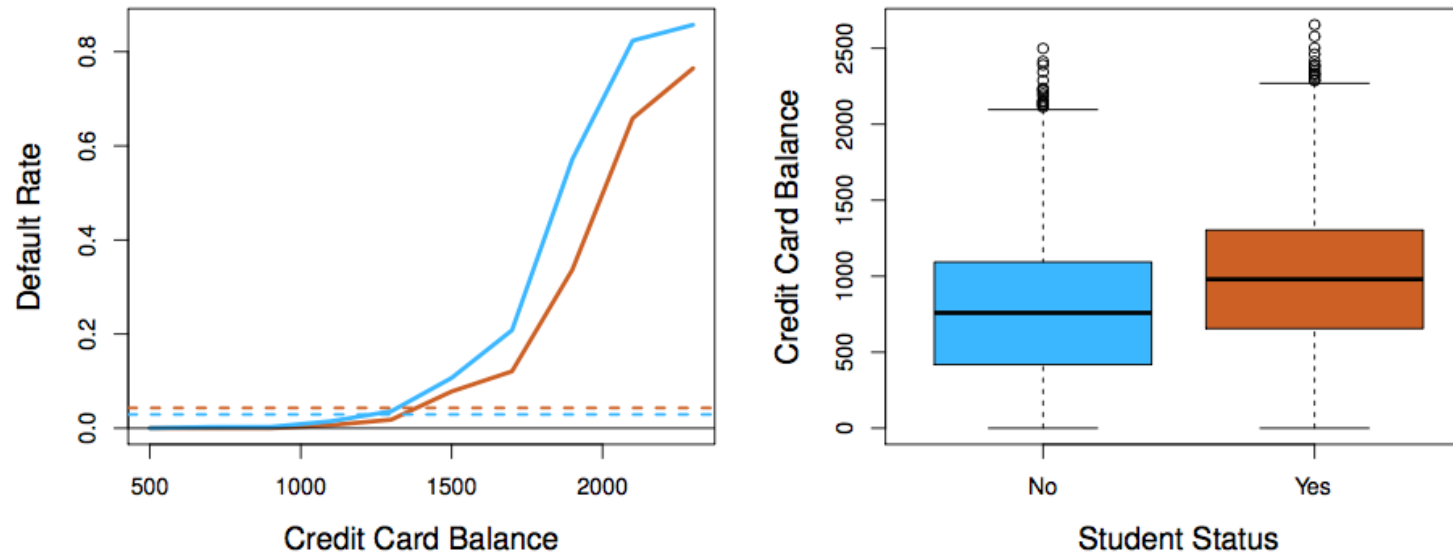 Default Rate
0.8
0.6
0.4
0.2
0.0
500 1000 1500 2000
Credit Card Balance
Credit Card Balance
2500
2000
1500
1000
500
0
No Yes
Student Status